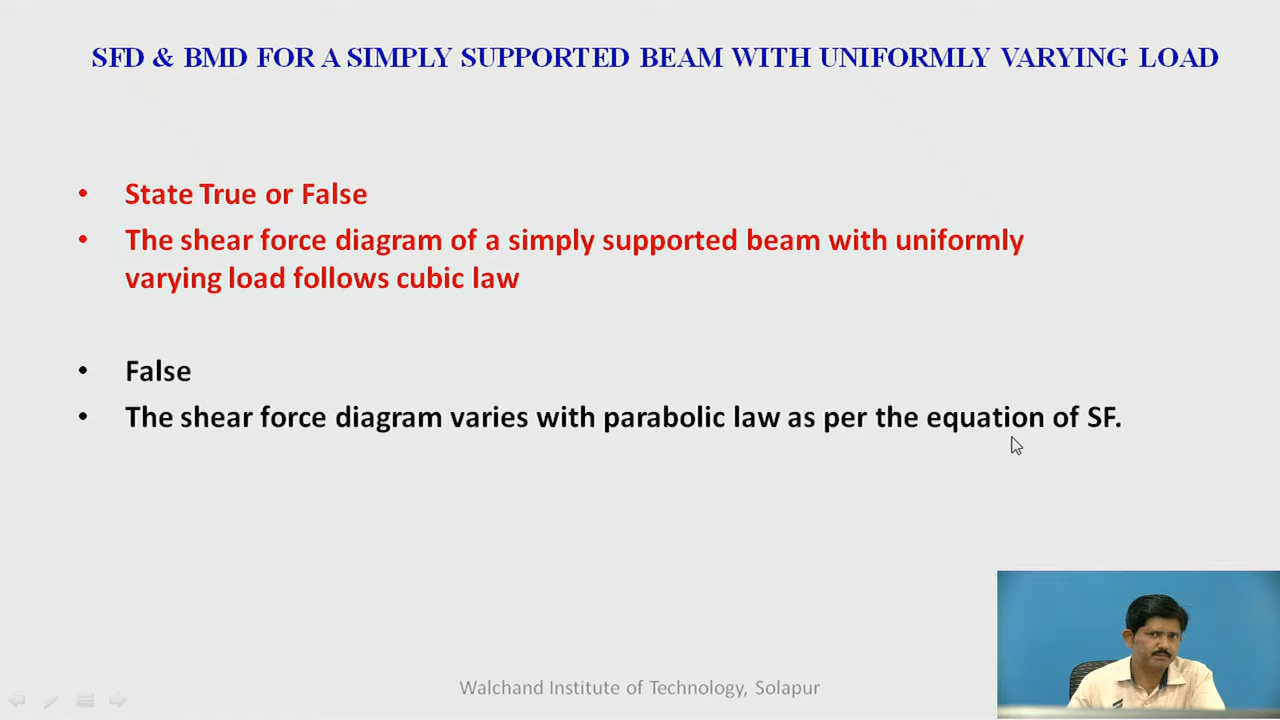 SFD & BMD FOR A SIMPLY SUPPORTED BEAM WITH UNIFORMLY VARYING LOAD
• State True or False
• The shear force diagram of a simply supported beam with uniformly
varying load follows cubic law
• False
• The shear force diagram varies with parabolic law as per the equation of SF.
Walchand Institute of Technology, Solapur